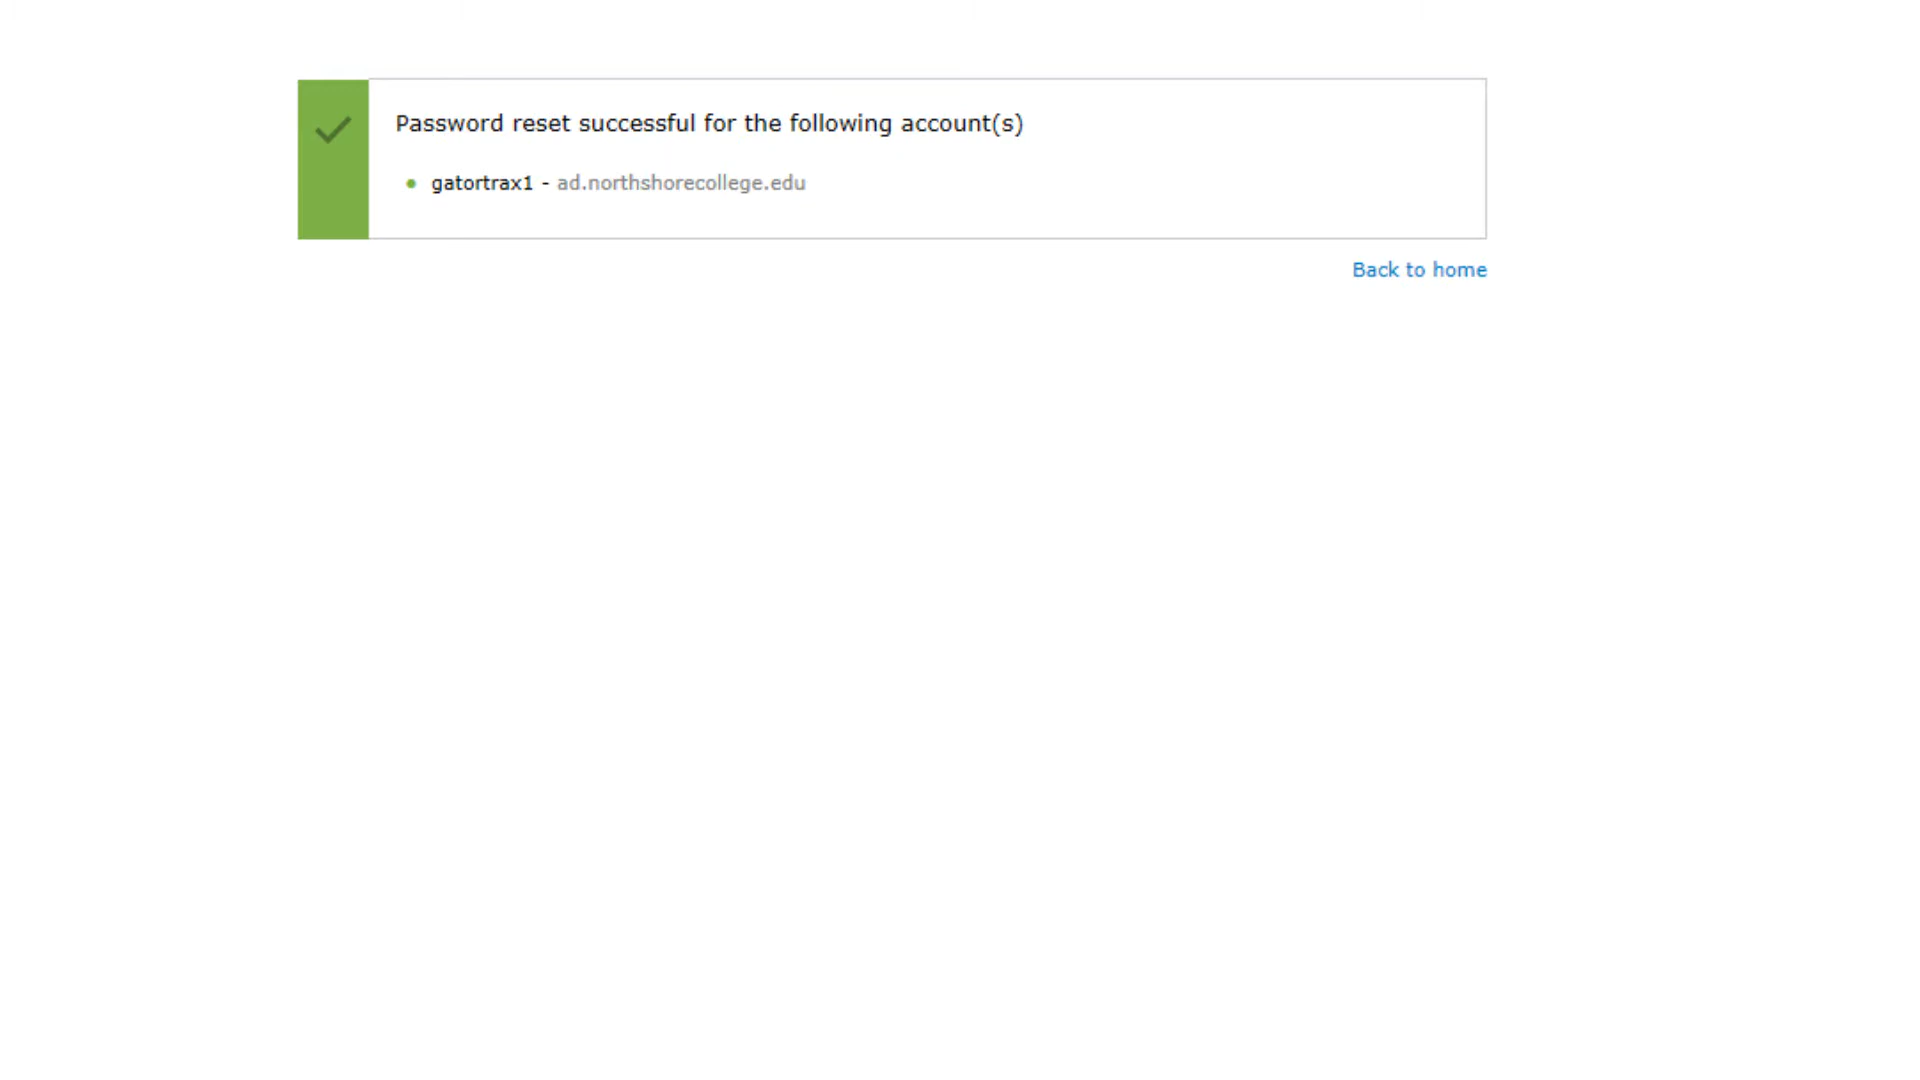 Password reset successful for the following account(s)
gatortrax1 - ad.northshorecollege.edu
Back to home